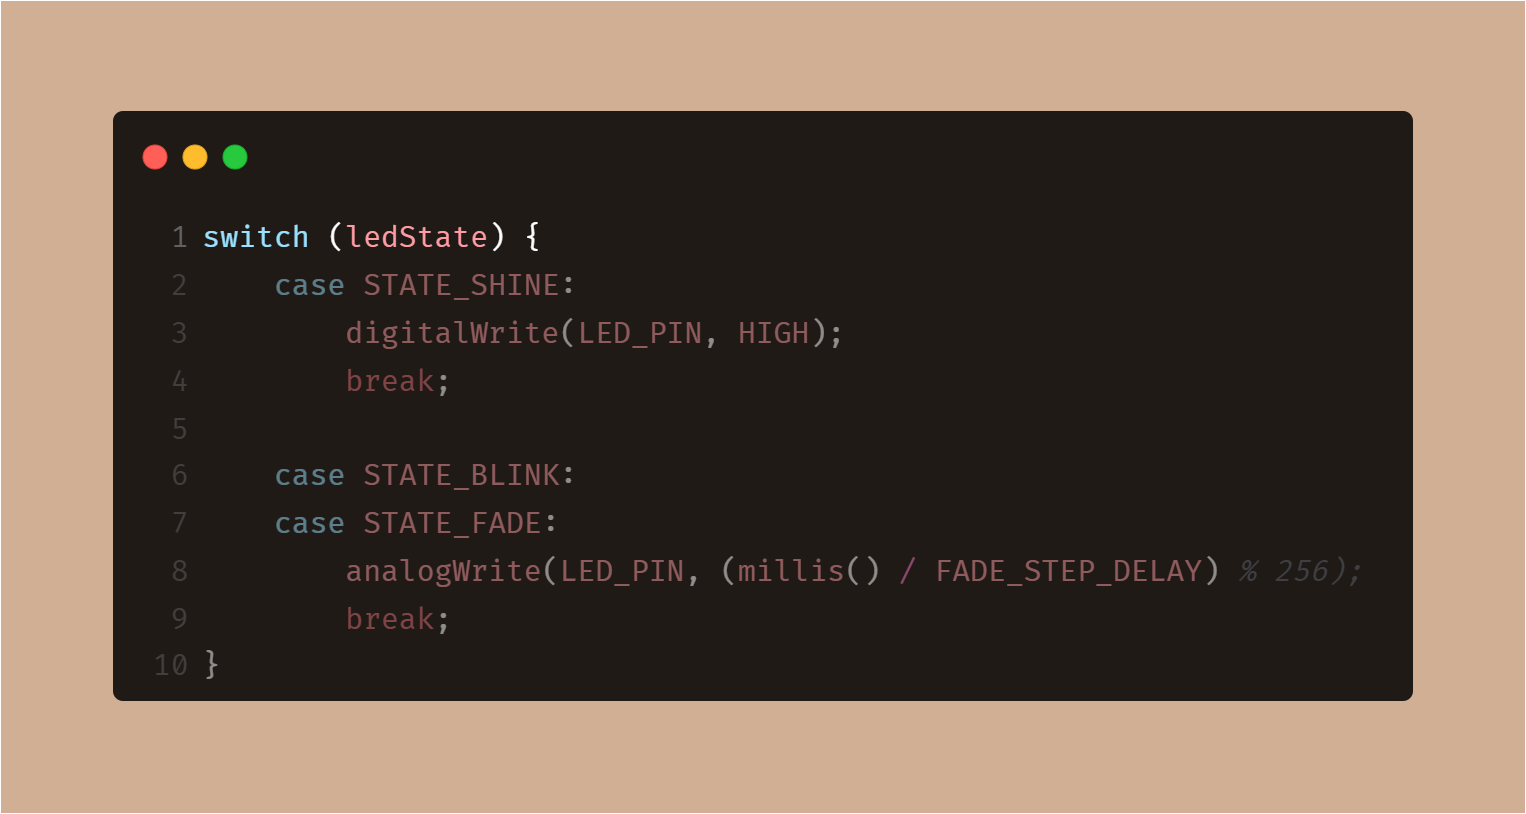 1 switch (ledState) {
2     case STATE_SHINE:
3         digitalWrite(LED_PIN, HIGH);
4         break;
5
6     case STATE_BLINK:
7     case STATE_FADE:
8         analogWrite(LED_PIN, (millis() / FADE_STEP_DELAY) % 256);
9         break;
10 }